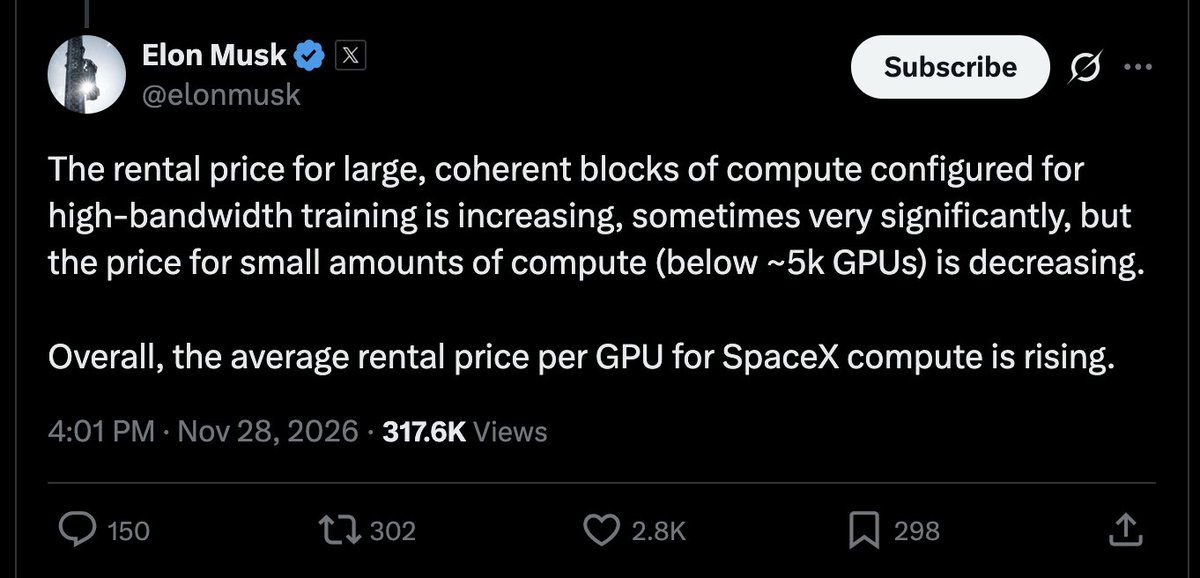 Elon Musk
Subscribe
@elonmusk
The rental price for large, coherent blocks of compute configured for
high-bandwidth training is increasing, sometimes very significantly, but
the price for small amounts of compute (below ~5k GPUs) is decreasing.
Overall, the average rental price per GPU for SpaceX compute is rising.
4:01 PM · Nov 28, 2026 · 317.6K Views
150 302 2.8K 298